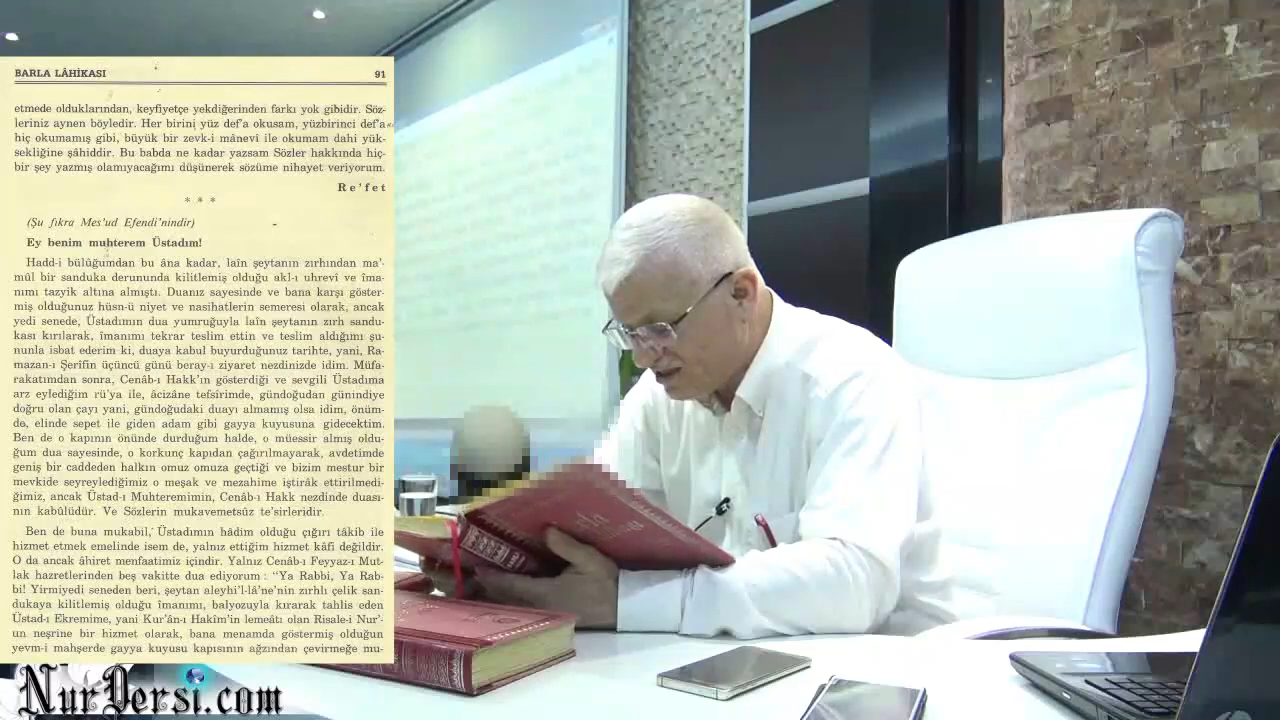 BARLA LÂHİKASI 91
etmede olduklarından, keyfiyetçe yekdiğerinden farkı yok gibidir. Söz-
leriniz aynen böyledir. Her birini yüz def'a okusam, yüzbirinci def'a
hiç okumamış gibi, büyük bir zevk-i mânevî ile okumam dahi yük-
sekliğine şâhiddir. Bu babda ne kadar yazsam Sözler hakkında hiç-
bir şey yazmış olamıyacağımı düşünerek sözüme nihayet veriyorum.
Re'fet
* * *
(Şu fıkra Mes'ud Efendi'nindir)
Ey benim muhterem Üstadım!
Hadd-i bülûğumdan bu âna kadar, laîn şeytanın zırhından ma'-
mûl bir sanduka derununda kilitlemiş olduğu akl-ı uhrevî ve îma-
nımı tazyik altına almıştı. Duanız sayesinde ve bana karşı göster-
miş olduğunuz hüsn-ü niyet ve nasihatlerin semeresi olarak, ancak
yedi senede, Üstadımın dua yumruğuyla laîn şeytanın zırh sandu-
kası kırılarak, îmanımı tekrar teslim ettin ve teslim aldığımı şu-
nunla isbat ederim ki, duaya kabul buyurduğunuz tarihte, yani, Ra-
mazan-ı Şerîfin üçüncü günü beray-ı ziyaret nezdinizde idim. Müfa-
rakatımdan sonra, Cenâb-ı Hakk'ın gösterdiği ve sevgili Üstadıma
arz eylediğim rü'ya ile, âcizâne tefsîrimde, gündoğudan günindiye
doğru olan çayı yani, gündoğudaki duayı almamış olsa idim, önüm-
de, elinde sepet ile giden adam gibi gayya kuyusuna gidecektim.
Ben de o kapının önünde durduğum halde, o müessir almış oldu-
ğum dua sayesinde, o korkunç kapıdan çağırılmayarak, avdetimde
geniş bir caddeden halkın omuz omuza geçtiği ve bizim mestur bir
mevkide seyreylediğimiz o meşak ve mezahime iştirâk ettirilmedi-
ğimiz, ancak Üstad-ı Muhteremimin, Cenâb-ı Hakk nezdinde duası-
nın kabûlüdür. Ve Sözlerin mukavemetsûz te'sirleridir.
Ben de buna mukabil, Üstadımın hâdim olduğu çığırı tâkib ile
hizmet etmek emelinde isem de, yalnız ettiğim hizmet kâfi değildir.
O da ancak âhiret menfaatimiz içindir. Yalnız Cenâb-ı Feyyaz-ı Mut-
lak hazretlerinden beş vakitte dua ediyorum : "Ya Rabbi, Ya Rab-
bi! Yirmiyedi seneden beri, şeytan aleyhi'l-lâ'ne'nin zırhlı çelik san-
dukaya kilitlemiş olduğu îmanımı, balyozuyla kırarak tahlis eden
Üstad-ı Ekremime, yani Kur'ân-ı Hakîm'in lemeâtı olan Risale-i Nur'-
un neşrine bir hizmet olarak, bana menamda göstermiş olduğun
yevm-i mahşerde gayya kuyusı kapısının ağzından çevirmeğe mu-
NurDersi.com